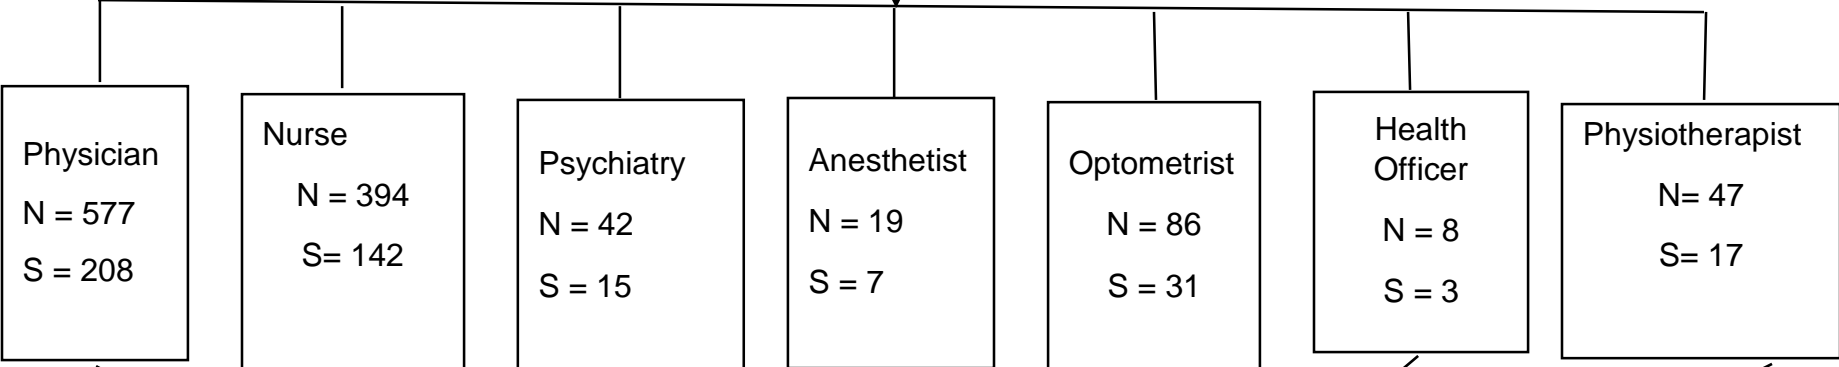 Physician
N = 577
S = 208
Nurse
N = 394
S= 142
Psychiatry
N = 42
S = 15
Anesthetist
N = 19
S = 7
Optometrist
N = 86
S = 31
Health
Officer
N = 8
S = 3
Physiotherapist
N= 47
S= 17